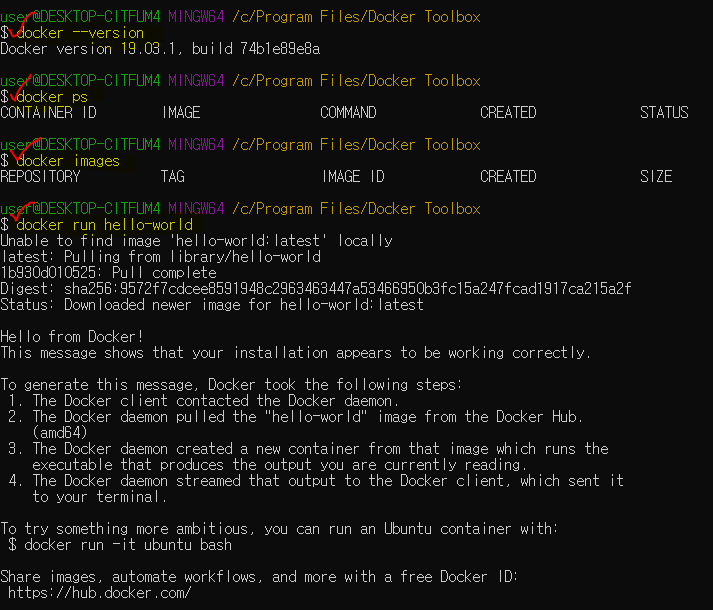 user@DESKTOP-CITFUM4 MINGW64 /c/Program Files/Docker Toolbox
$ docker --version
Docker version 19.03.1, build 74b1e89e8a
user@DESKTOP-CITFUM4 MINGW64 /c/Program Files/Docker Toolbox
$ docker ps
CONTAINER ID IMAGE COMMAND CREATED STATUS
user@DESKTOP-CITFUM4 MINGW64 /c/Program Files/Docker Toolbox
$ docker images
REPOSITORY TAG IMAGE ID CREATED SIZE
user@DESKTOP-CITFUM4 MINGW64 /c/Program Files/Docker Toolbox
$ docker run hello-world
Unable to find image 'hello-world:latest' locally
latest: Pulling from library/hello-world
1b930d010525: Pull complete
Digest: sha256:9572f7cdcee8591948c2963463447a53466950b3fc15a247fcad1917ca215a2f
Status: Downloaded newer image for hello-world:latest
Hello from Docker!
This message shows that your installation appears to be working correctly.
To generate this message, Docker took the following steps:
1. The Docker client contacted the Docker daemon.
2. The Docker daemon pulled the "hello-world" image from the Docker Hub.
(amd64)
3. The Docker daemon created a new container from that image which runs the
executable that produces the output you are currently reading.
4. The Docker daemon streamed that output to the Docker client, which sent it
to your terminal.
To try something more ambitious, you can run an Ubuntu container with:
$ docker run -it ubuntu bash
Share images, automate workflows, and more with a free Docker ID:
https://hub.docker.com/